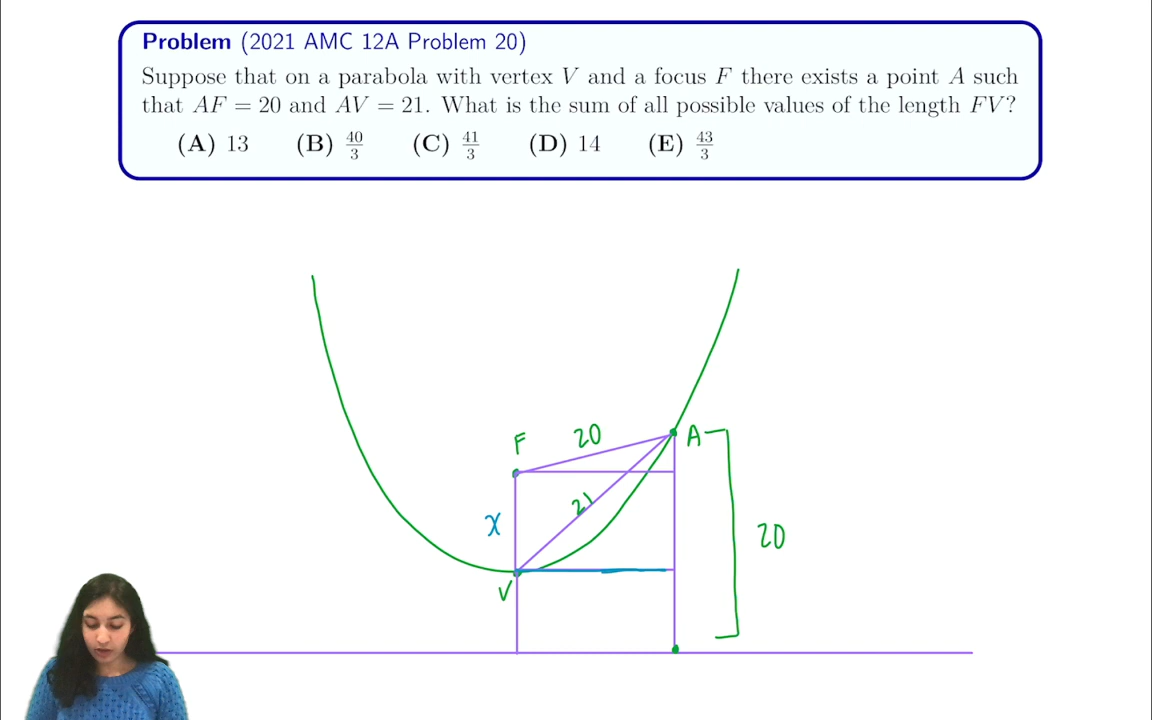 Problem (2021 AMC 12A Problem 20)
Suppose that on a parabola with vertex V and a focus F there exists a point A such
that AF = 20 and AV = 21. What is the sum of all possible values of the length FV?
(A) 13 (B) 40/3 (C) 41/3 (D) 14 (E) 43/3
F 20 A
21
x 20
V